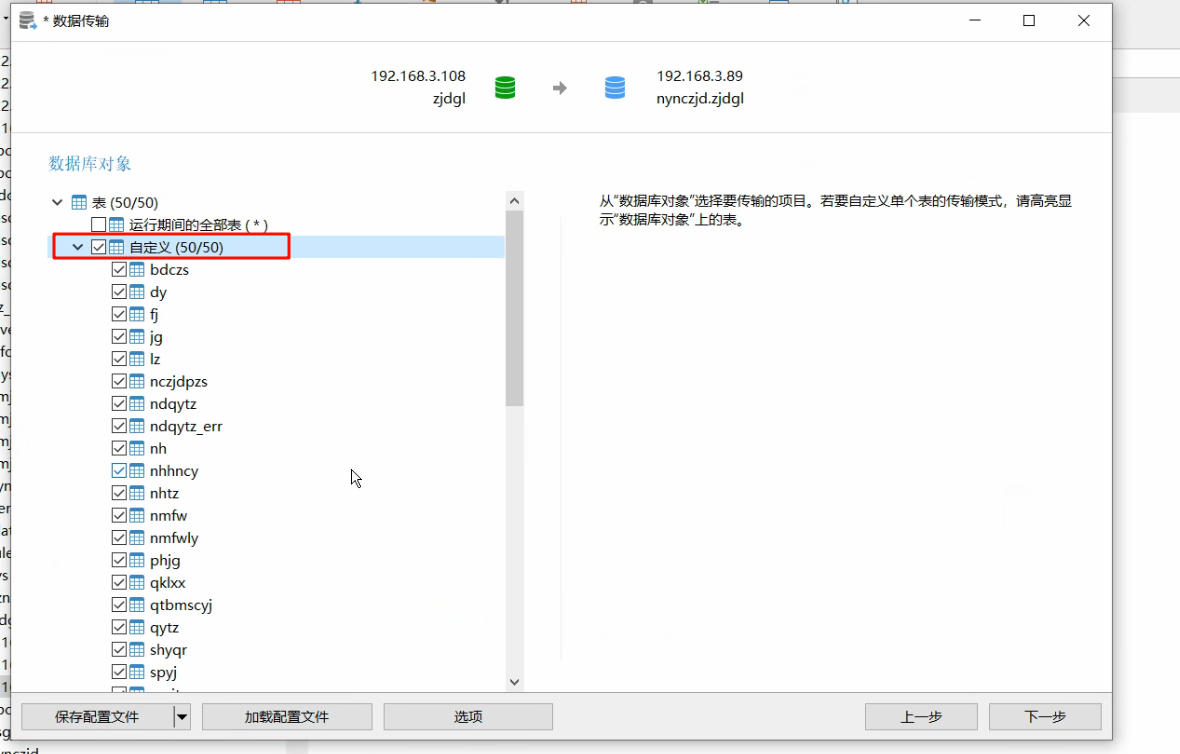 * 数据传输
192.168.3.108
zjdgl
192.168.3.89
nynczjd.zjdgl
数据库对象
表 (50/50)
运行期间的全部表 ( * )
自定义 (50/50)
bdczs
dy
fj
jg
lz
nczjdpzs
ndqytz
ndqytz_err
nh
nhhncy
nhtz
nmfw
nmfwly
phjg
qklxx
qtbmscyj
qytz
shyqr
spyj
从“数据库对象”选择要传输的项目。若要自定义单个表的传输模式，请高亮显
示“数据库对象”上的表。
保存配置文件
加载配置文件
选项
上一步
下一步